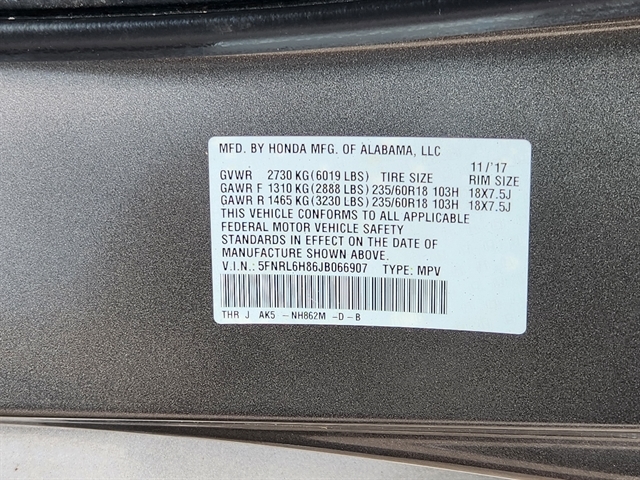 MFD. BY HONDA MFG. OF ALABAMA, LLC
11/'17
GVWR 2730 KG(6019 LBS) TIRE SIZE RIM SIZE
GAWR F 1310 KG(2888 LBS) 235/60R18 103H 18X7.5J
GAWR R 1465 KG(3230 LBS) 235/60R18 103H 18X7.5J
THIS VEHICLE CONFORMS TO ALL APPLICABLE
FEDERAL MOTOR VEHICLE SAFETY
STANDARDS IN EFFECT ON THE DATE OF
MANUFACTURE SHOWN ABOVE.
V.I.N.: 5FNRL6H86JB066907 TYPE: MPV
THR J AK5 -NH862M -D-B